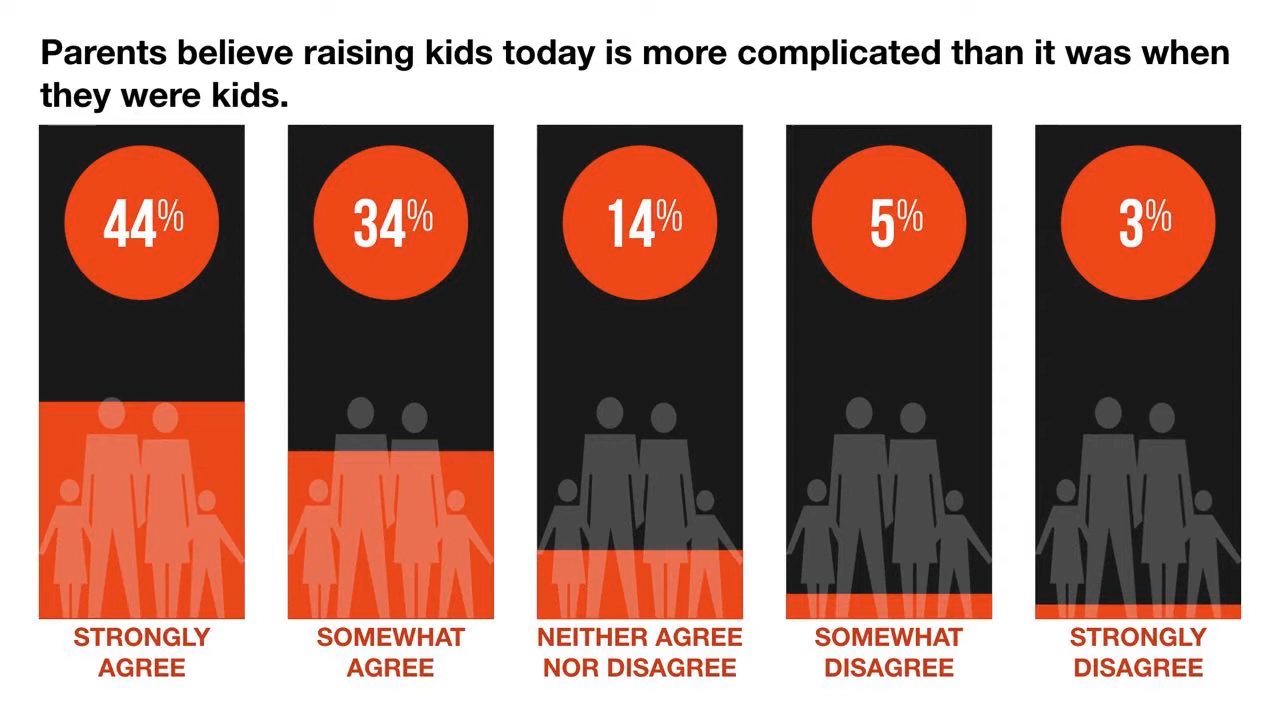 Parents believe raising kids today is more complicated than it was when
they were kids.
44%
34%
14%
5%
3%
STRONGLY
AGREE
SOMEWHAT
AGREE
NEITHER AGREE
NOR DISAGREE
SOMEWHAT
DISAGREE
STRONGLY
DISAGREE